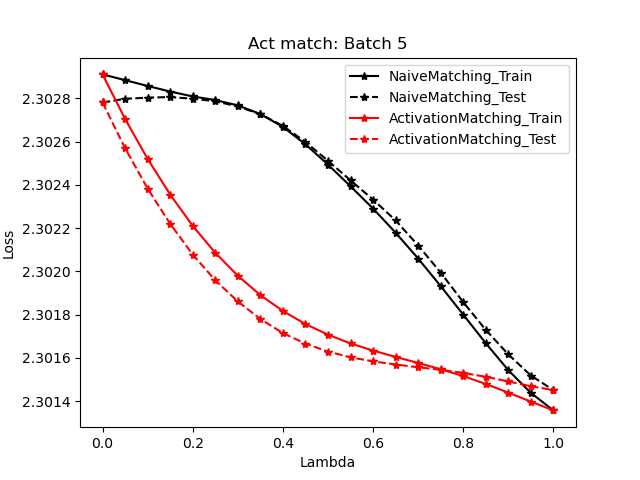 Act match: Batch 5
NaiveMatching_Train
NaiveMatching_Test
ActivationMatching_Train
ActivationMatching_Test
2.3028
2.3026
2.3024
2.3022
2.3020
2.3018
2.3016
2.3014
Loss
0.0 0.2 0.4 0.6 0.8 1.0
Lambda